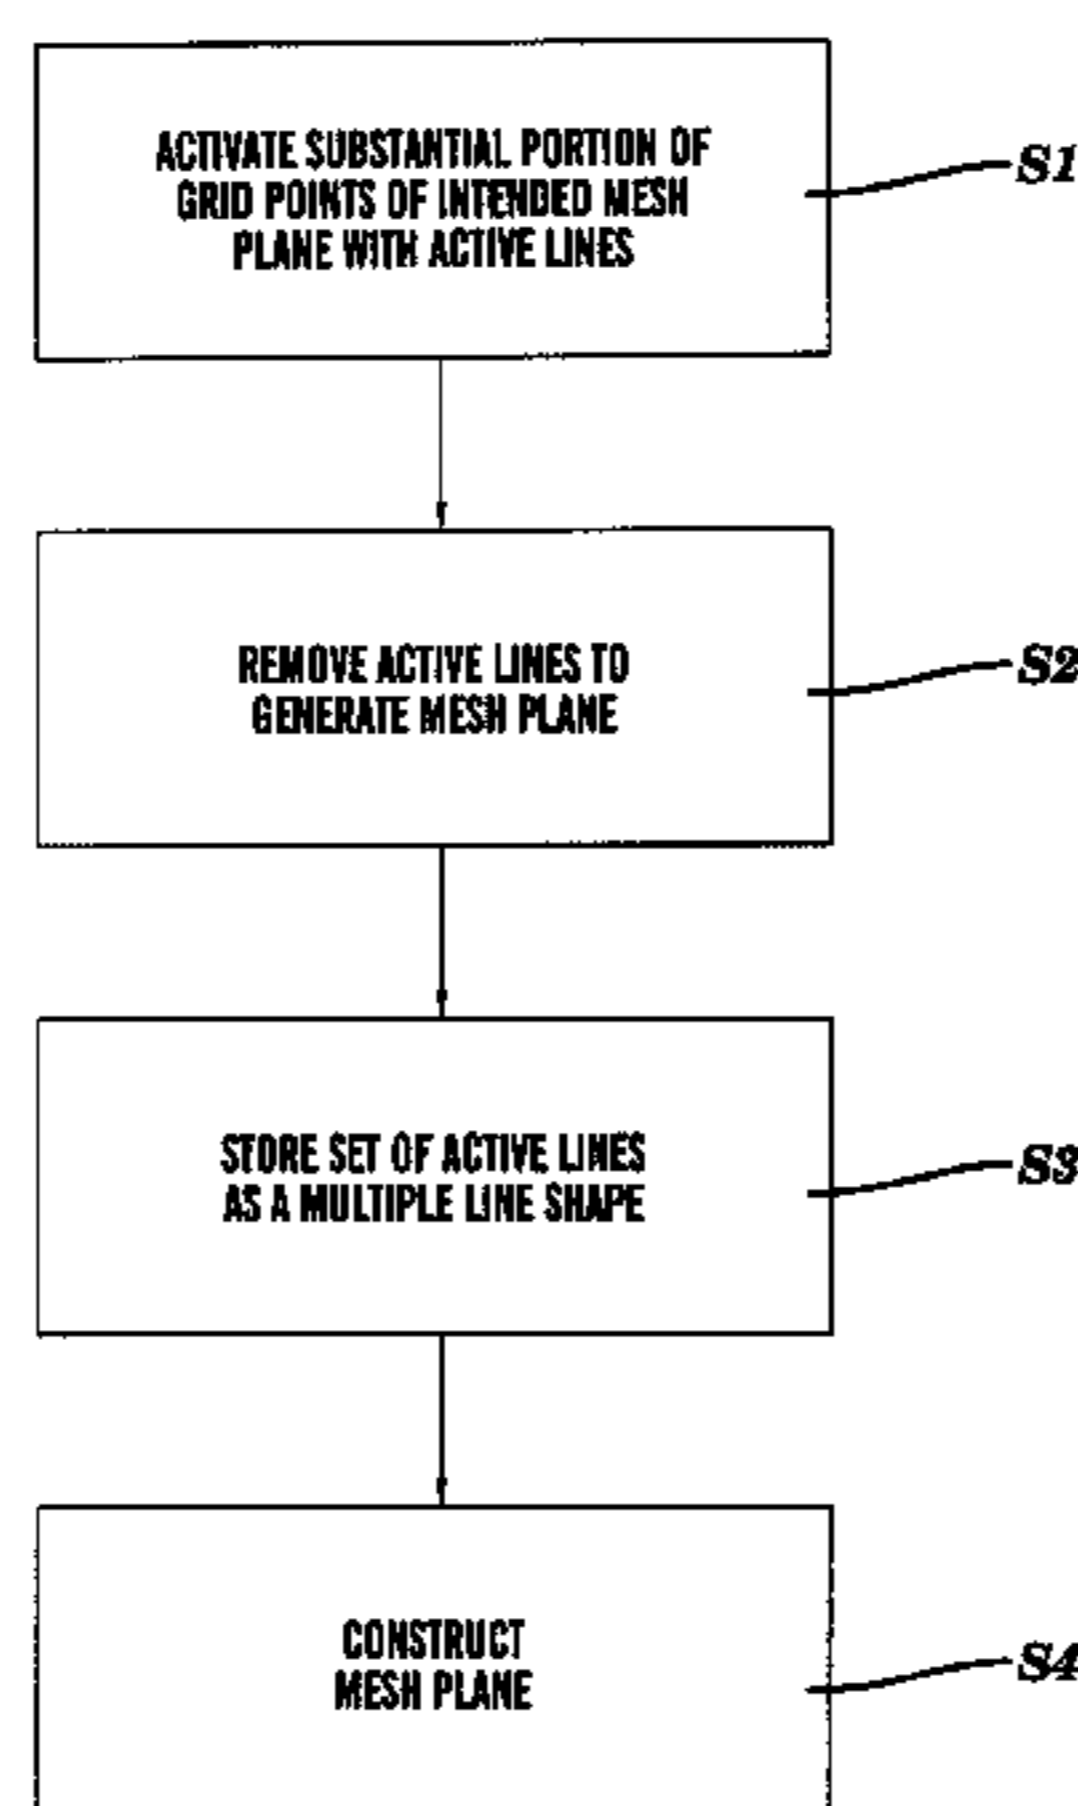 ACTIVATE SUBSTANTIAL PORTION OF
GRID POINTS OF INTENDED MESH
PLANE WITH ACTIVE LINES
S1
REMOVE ACTIVE LINES TO
GENERATE MESH PLANE
S2
STORE SET OF ACTIVE LINES
AS A MULTIPLE LINE SHAPE
S3
CONSTRUCT
MESH PLANE
S4